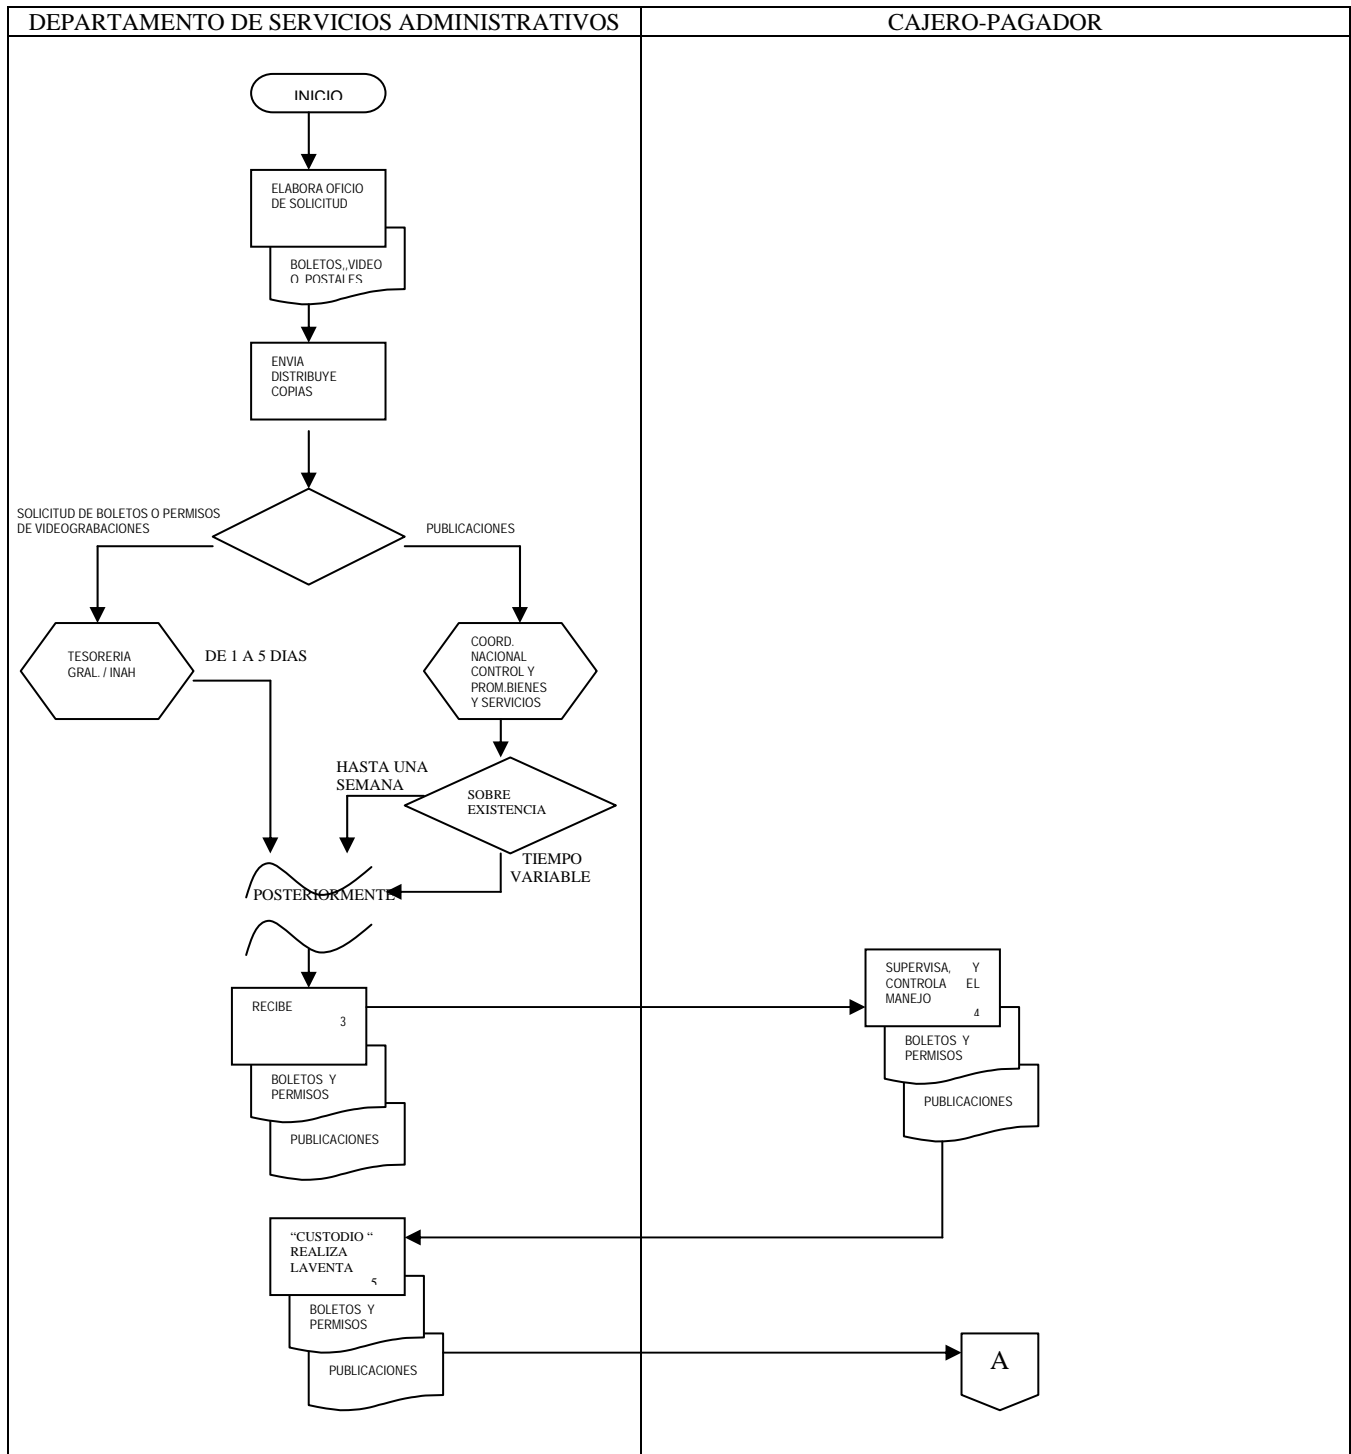 DEPARTAMENTO DE SERVICIOS ADMINISTRATIVOS
CAJERO-PAGADOR
INICIO
ELABORA OFICIO
DE SOLICITUD
BOLETOS,,VIDEO
O POSTALES
ENVIA
DISTRIBUYE
COPIAS
SOLICITUD DE BOLETOS O PERMISOS
DE VIDEOGRABACIONES
PUBLICACIONES
TESORERIA
GRAL. / INAH
DE 1 A 5 DIAS
COORD.
NACIONAL
CONTROL Y
PROM.BIENES
Y SERVICIOS
HASTA UNA
SEMANA
SOBRE
EXISTENCIA
TIEMPO
VARIABLE
POSTERIORMENTE
RECIBE
3
BOLETOS Y
PERMISOS
PUBLICACIONES
SUPERVISA, Y
CONTROLA EL
MANEJO
4
BOLETOS Y
PERMISOS
PUBLICACIONES
“CUSTODIO “
REALIZA
LAVENTA
5
BOLETOS Y
PERMISOS
PUBLICACIONES
A